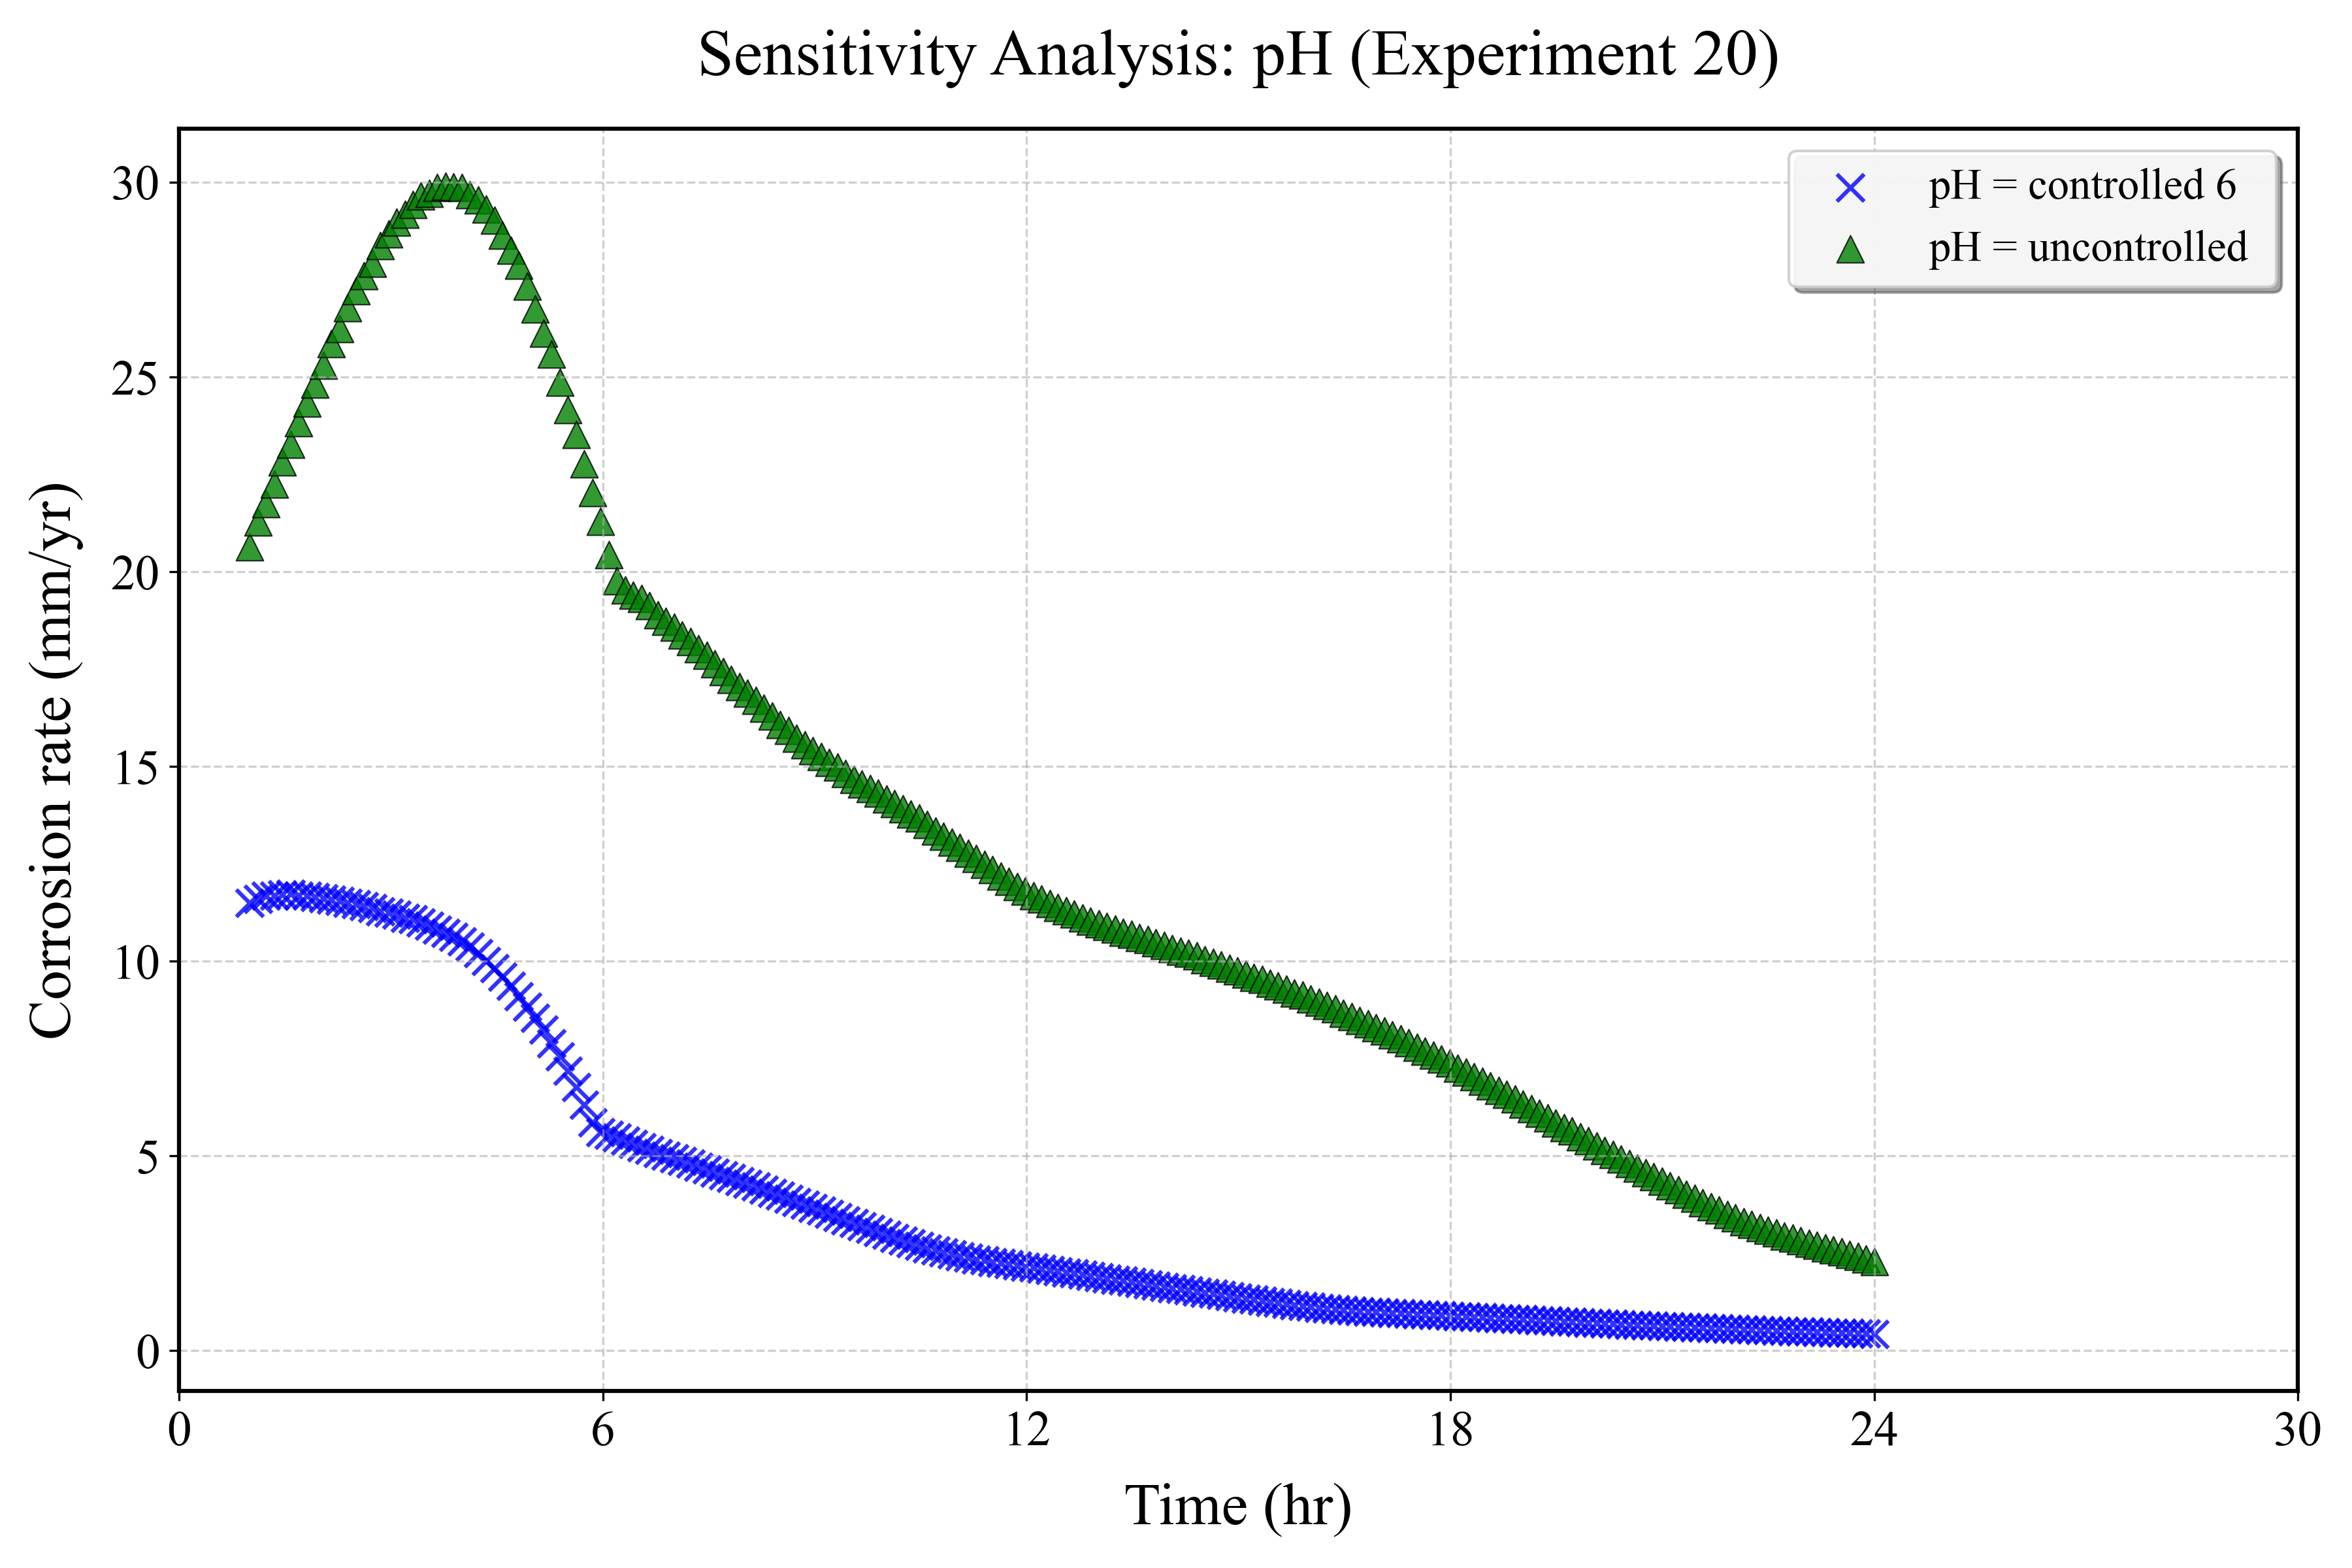 Sensitivity Analysis: pH (Experiment 20)
pH = controlled 6
pH = uncontrolled
Corrosion rate (mm/yr)
30
25
20
15
10
5
0
0 6 12 18 24 30
Time (hr)